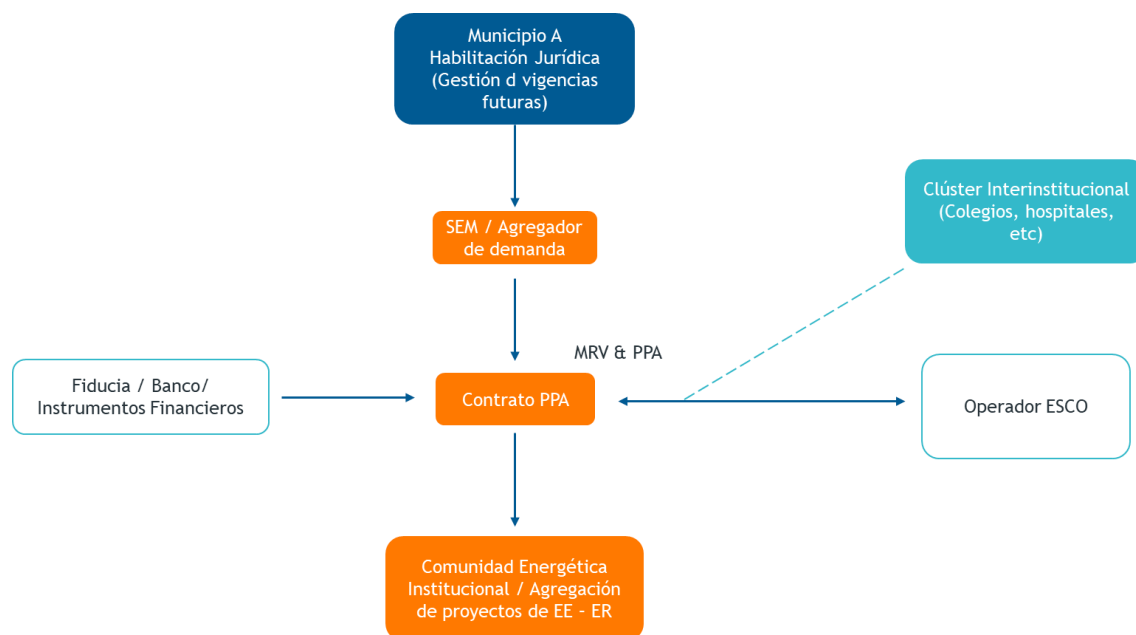 Municipio A
Habilitación Jurídica
(Gestión d vigencias
futuras)
Clúster Interinstitucional
(Colegios, hospitales,
etc)
SEM / Agregador
de demanda
MRV & PPA
Fiducia / Banco/
Instrumentos Financieros
Contrato PPA
Operador ESCO
Comunidad Energética
Institucional / Agregación
de proyectos de EE - ER